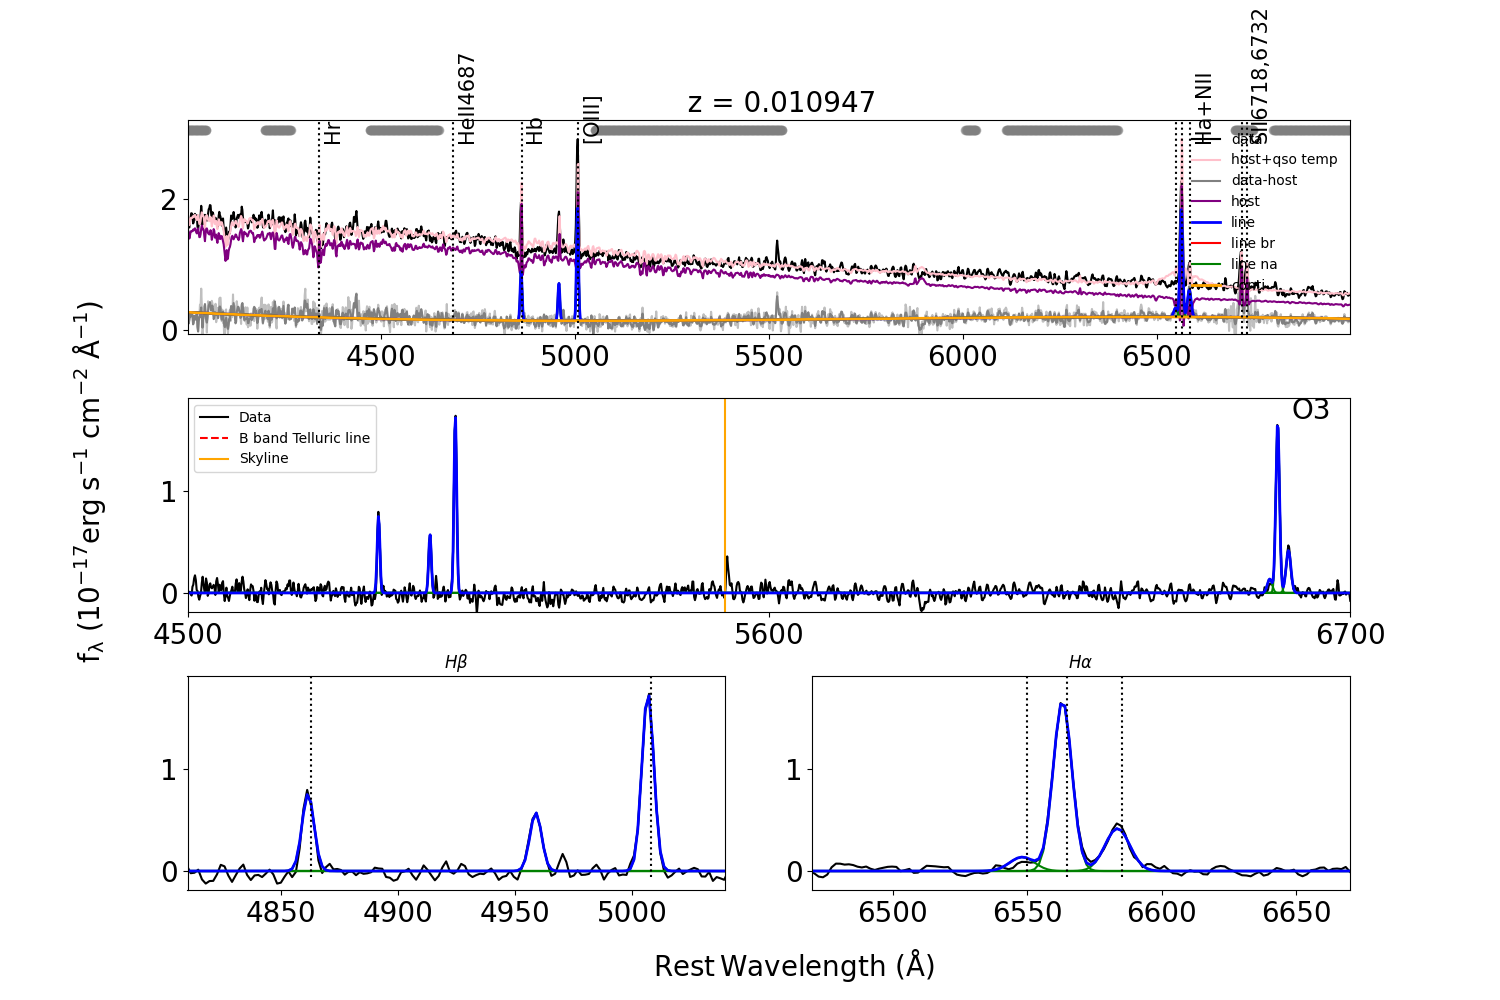 z = 0.010947
Hr
HeII4687
Hb
[OIII]
Ha+NII
SII6718,6732
data
host+qso temp
data-host
host
line
line br
line na
conti
0
2
4500
5000
5500
6000
6500
Data
B band Telluric line
Skyline
O3
0
1
4500
5600
6700
fλ (10−17erg s−1 cm−2 Å−1)
Hβ
0
1
4850
4900
4950
5000
Hα
0
1
6500
6550
6600
6650
Rest Wavelength (Å)